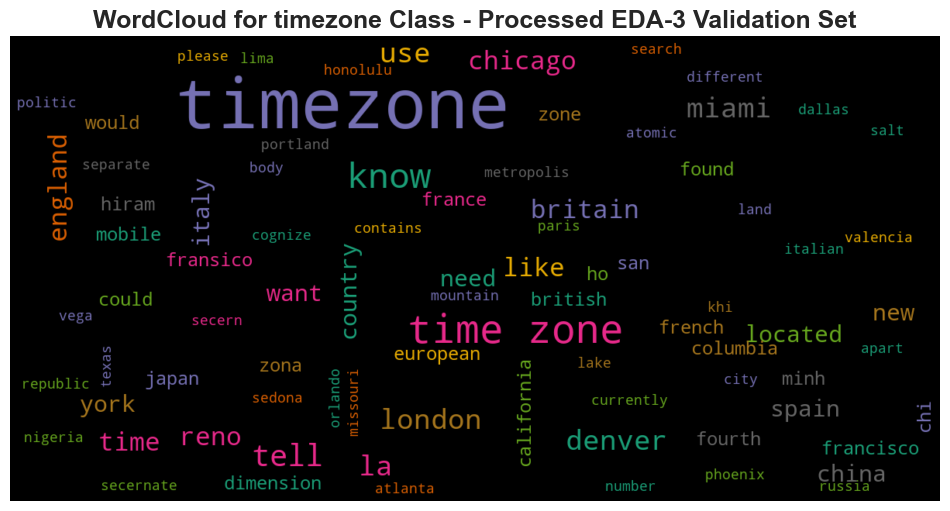 WordCloud for timezone Class - Processed EDA-3 Validation Set
please
lima
use
chicago
search
honolulu
different
politic
timezone
zone
miami
dallas
would
atomic
salt
portland
england
separate
body
know
metropolis
found
italy
hiram
france
britain
land
mobile
cognize
contains
paris
valencia
italian
fransico
country
like
san
ho
need
want
mountain
british
could
khi
new
vega
secern
time zone
french
located
columbia
apart
european
zona
lake
texas
japan
republic
orlando
missouri
california
city
minh
sedona
currently
york
london
spain
chi
nigeria
time
reno
denver
fourth
francisco
tell
la
china
phoenix
secernate
dimension
atlanta
number
russia